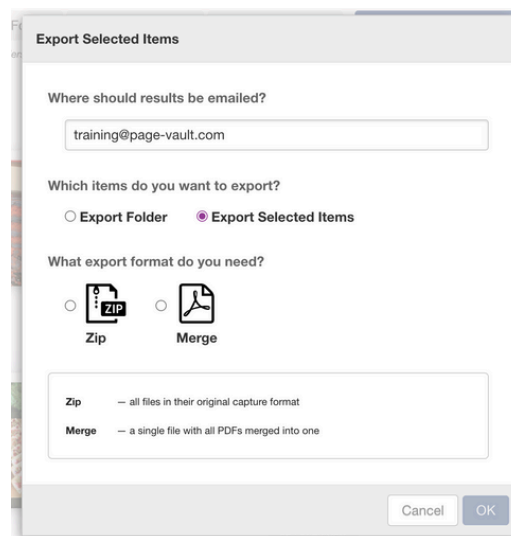 Export Selected Items
Where should results be emailed?
training@page-vault.com
Which items do you want to export?
Export Folder Export Selected Items
What export format do you need?
ZIP
Zip Merge
Zip — all files in their original capture format
Merge — a single file with all PDFs merged into one
Cancel OK